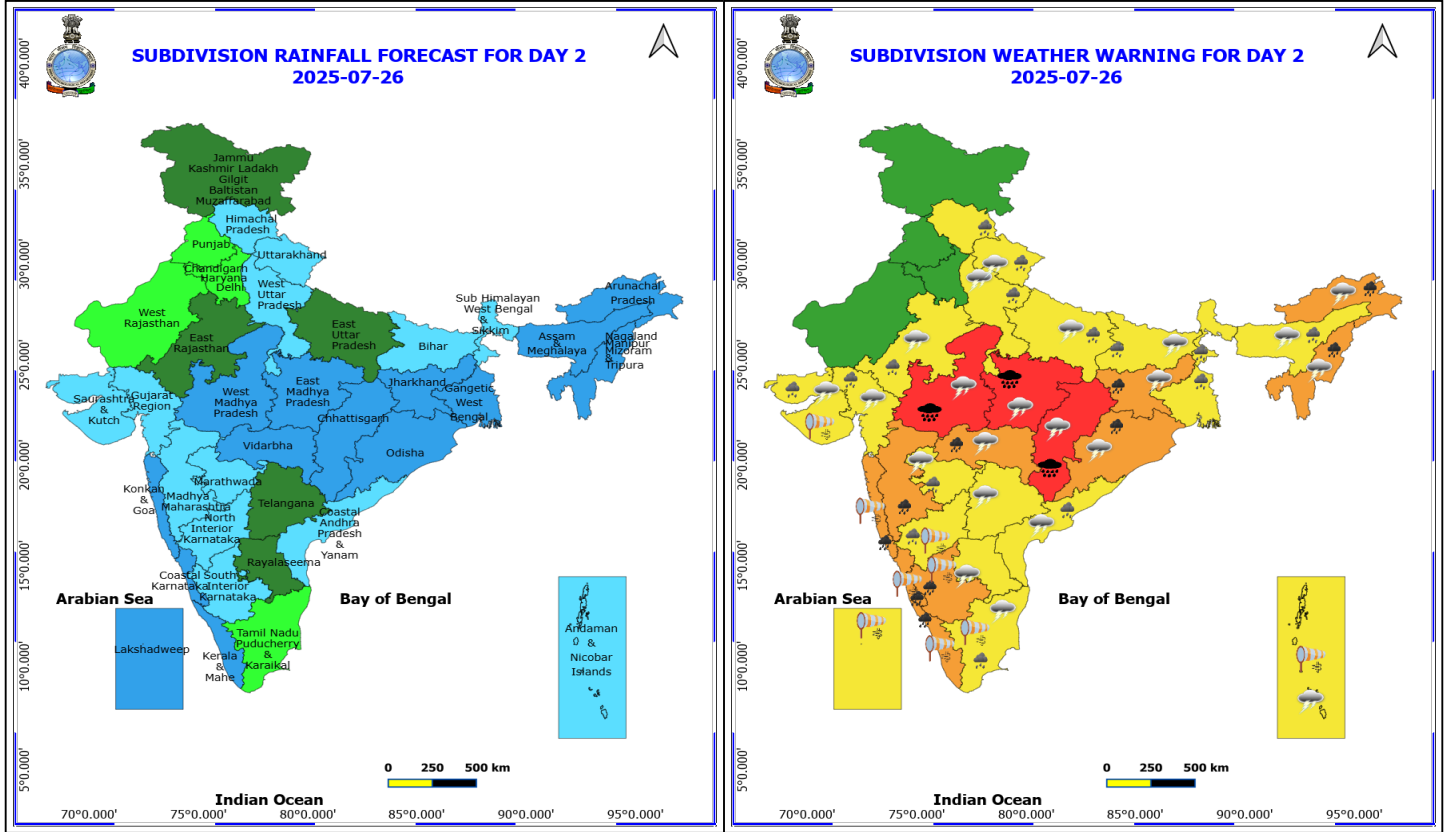 SUBDIVISION RAINFALL FORECAST FOR DAY 2
2025-07-26
40°0.000'
35°0.000'
30°0.000'
25°0.000'
20°0.000'
15°0.000'
10°0.000'
5°0.000'
Jammu
Kashmir Ladakh
Gilgit
Baltistan
Muzaffarabad
Himachal
Pradesh
Punjab
Uttarakhand
Chandigarh
Haryana
Delhi
West
Uttar
Pradesh
West
Rajasthan
East
Rajasthan
East
Uttar
Pradesh
Bihar
Sub Himalayan
West Bengal
&
Sikkim
Arunachal
Pradesh
Assam
&
Meghalaya
Nagaland
Manipur
Mizoram
&
Tripura
Saurashtra
&
Kutch
Gujarat
Region
West
Madhya
Pradesh
East
Madhya
Pradesh
Jharkhand
Gangetic
West
Bengal
Chhattisgarh
Vidarbha
Odisha
Konkan
&
Goa
Madhya
Maharashtra
Marathwada
Telangana
North
Interior
Karnataka
Coastal
Andhra
Pradesh
&
Yanam
Rayalaseema
Coastal
Karnataka
South
Interior
Karnataka
Tamil Nadu
Puducherry
&
Karaikal
Kerala
&
Mahe
Lakshadweep
Andaman
&
Nicobar
Islands
Arabian Sea
Bay of Bengal
0 250 500 km
Indian Ocean
70°0.000' 75°0.000' 80°0.000' 85°0.000' 90°0.000' 95°0.000'
SUBDIVISION WEATHER WARNING FOR DAY 2
2025-07-26
40°0.000'
35°0.000'
30°0.000'
25°0.000'
20°0.000'
15°0.000'
10°0.000'
5°0.000'
Arabian Sea
Bay of Bengal
0 250 500 km
Indian Ocean
70°0.000' 75°0.000' 80°0.000' 85°0.000' 90°0.000' 95°0.000'